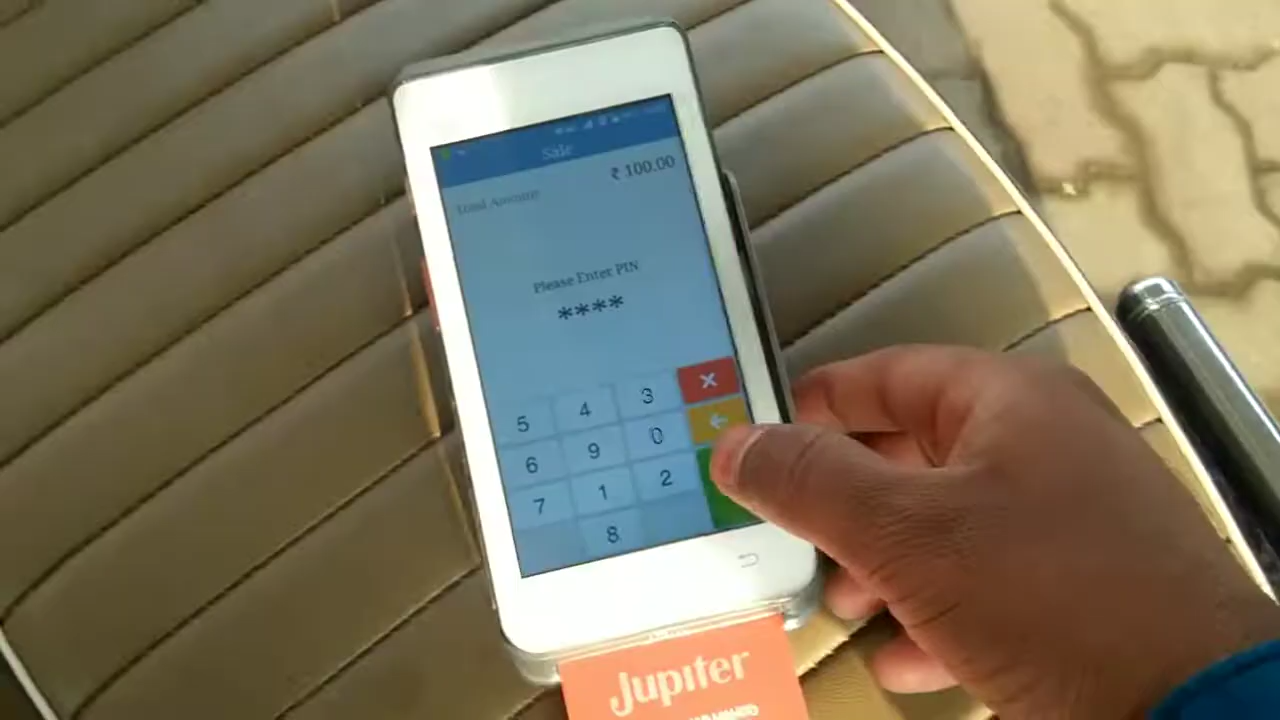 Sale
₹ 100.00
Total Amount
Please Enter PIN
****
5 4 3
6 9 0
7 1 2
8
Jupiter